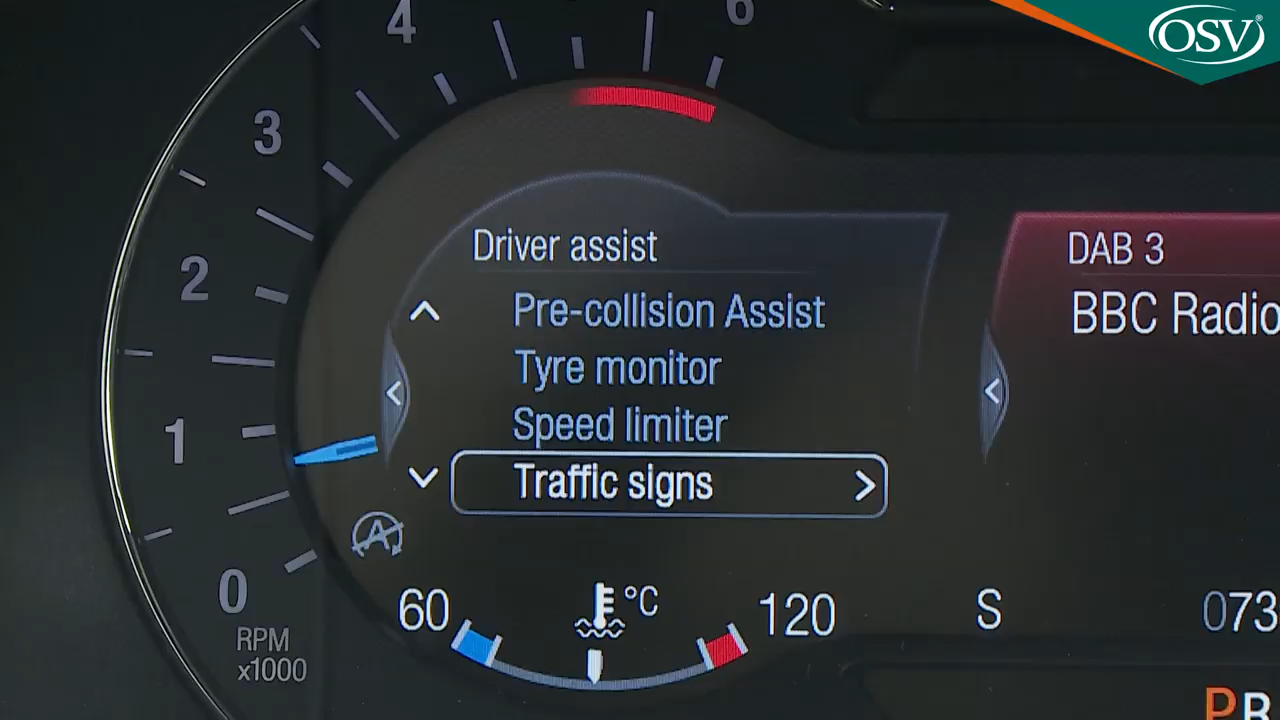 OSV
4
6
3
2
1
0
RPM
x1000
Driver assist
Pre-collision Assist
Tyre monitor
Speed limiter
Traffic signs
DAB 3
BBC Radio
60
°C
120
S
073
P R